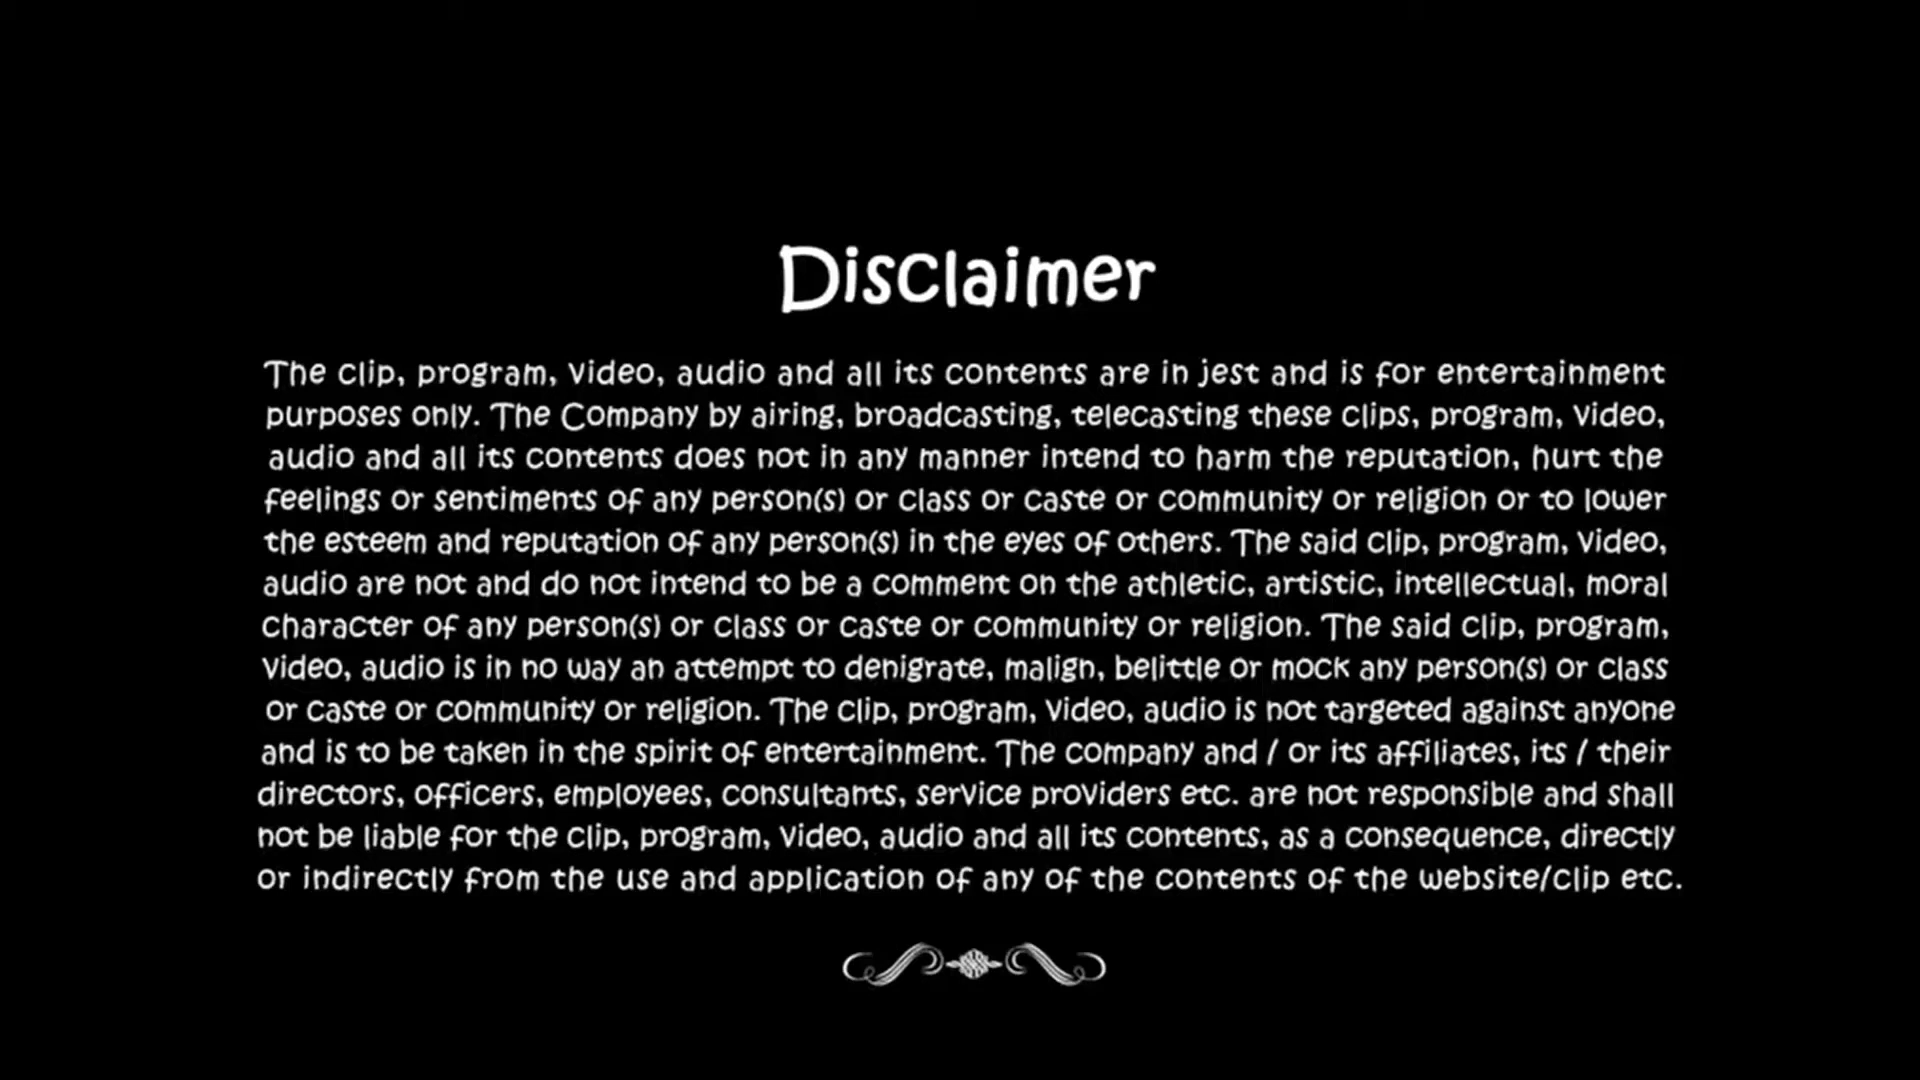 Disclaimer
The clip, program, video, audio and all its contents are in jest and is for entertainment
purposes only. The Company by airing, broadcasting, telecasting these clips, program, video,
audio and all its contents does not in any manner intend to harm the reputation, hurt the
feelings or sentiments of any person(s) or class or caste or community or religion or to lower
the esteem and reputation of any person(s) in the eyes of others. The said clip, program, video,
audio are not and do not intend to be a comment on the athletic, artistic, intellectual, moral
character of any person(s) or class or caste or community or religion. The said clip, program,
video, audio is in no way an attempt to denigrate, malign, belittle or mock any person(s) or class
or caste or community or religion. The clip, program, video, audio is not targeted against anyone
and is to be taken in the spirit of entertainment. The company and / or its affiliates, its / their
directors, officers, employees, consultants, service providers etc. are not responsible and shall
not be liable for the clip, program, video, audio and all its contents, as a consequence, directly
or indirectly from the use and application of any of the contents of the website/clip etc.